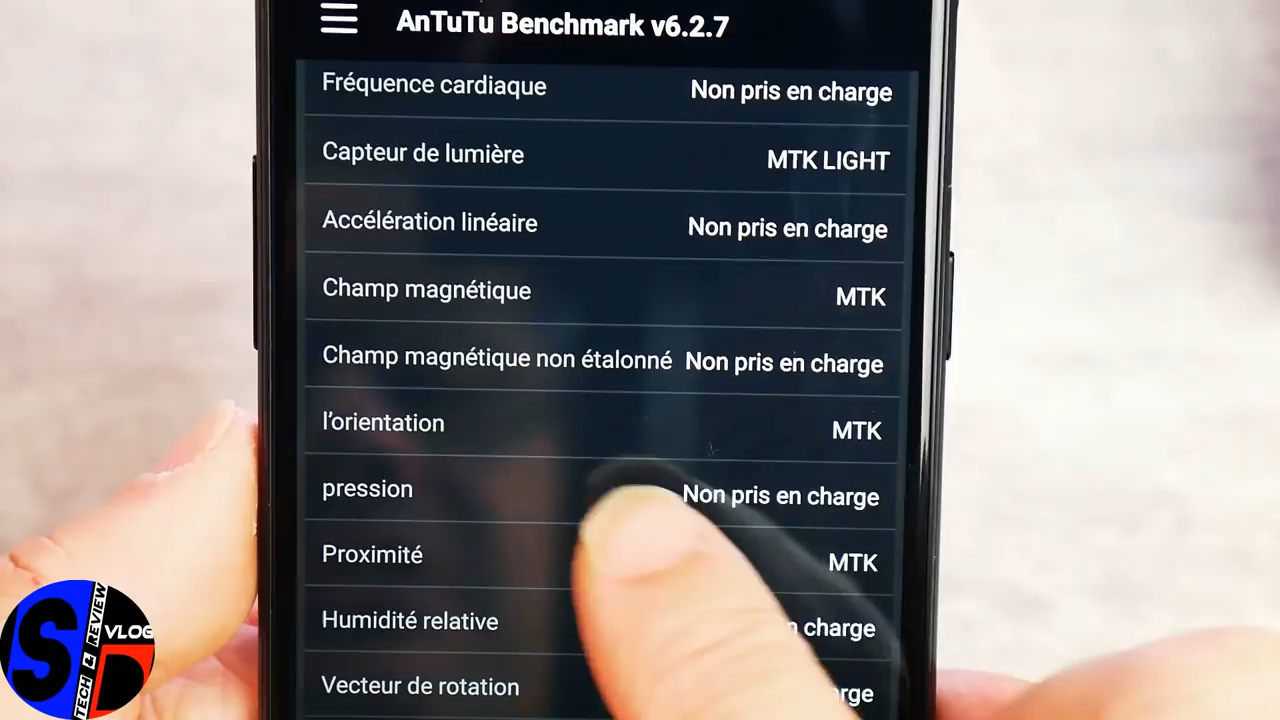 AnTuTu Benchmark v6.2.7
Fréquence cardiaque Non pris en charge
Capteur de lumière MTK LIGHT
Accélération linéaire Non pris en charge
Champ magnétique MTK
Champ magnétique non étalonné Non pris en charge
l'orientation MTK
pression Non pris en charge
Proximité MTK
Humidité relative charge
Vecteur de rotation
SD TECH & REVIEW VLOG